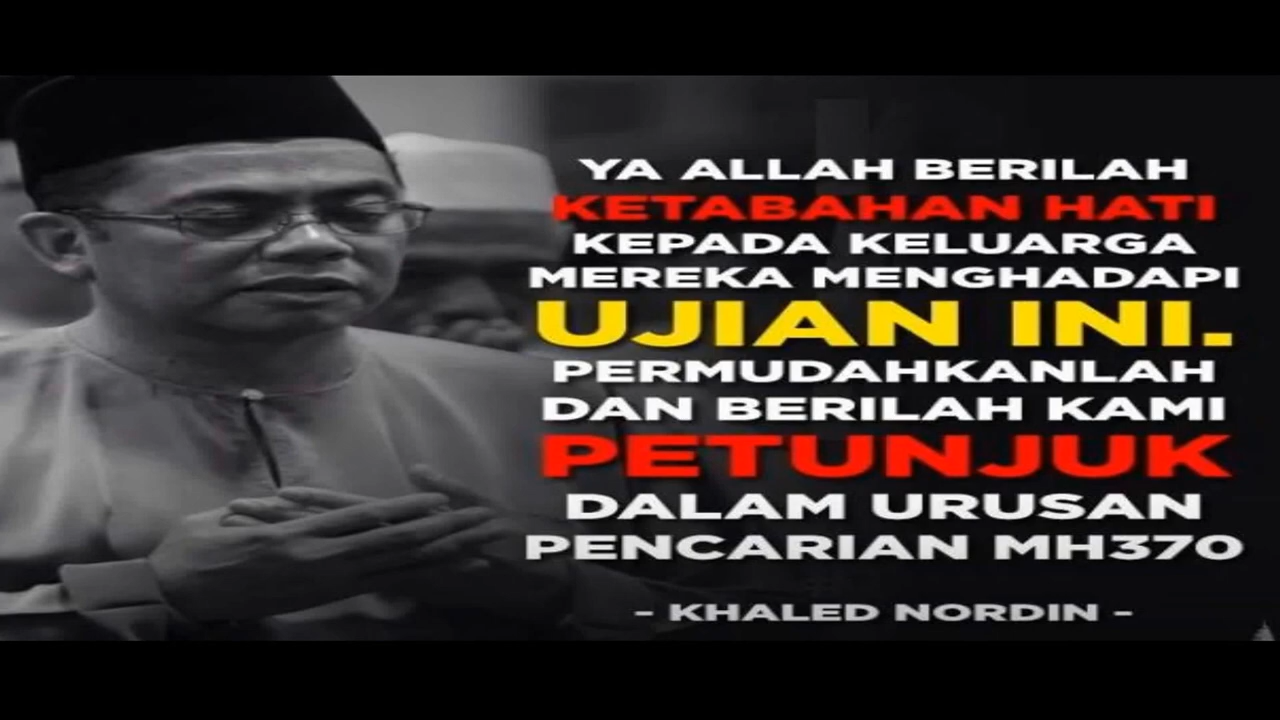 YA ALLAH BERILAH
KETABAHAN HATI
KEPADA KELUARGA
MEREKA MENGHADAPI
UJIAN INI.
PERMUDAHKANLAH
DAN BERILAH KAMI
PETUNJUK
DALAM URUSAN
PENCARIAN MH370
- KHALED NORDIN -